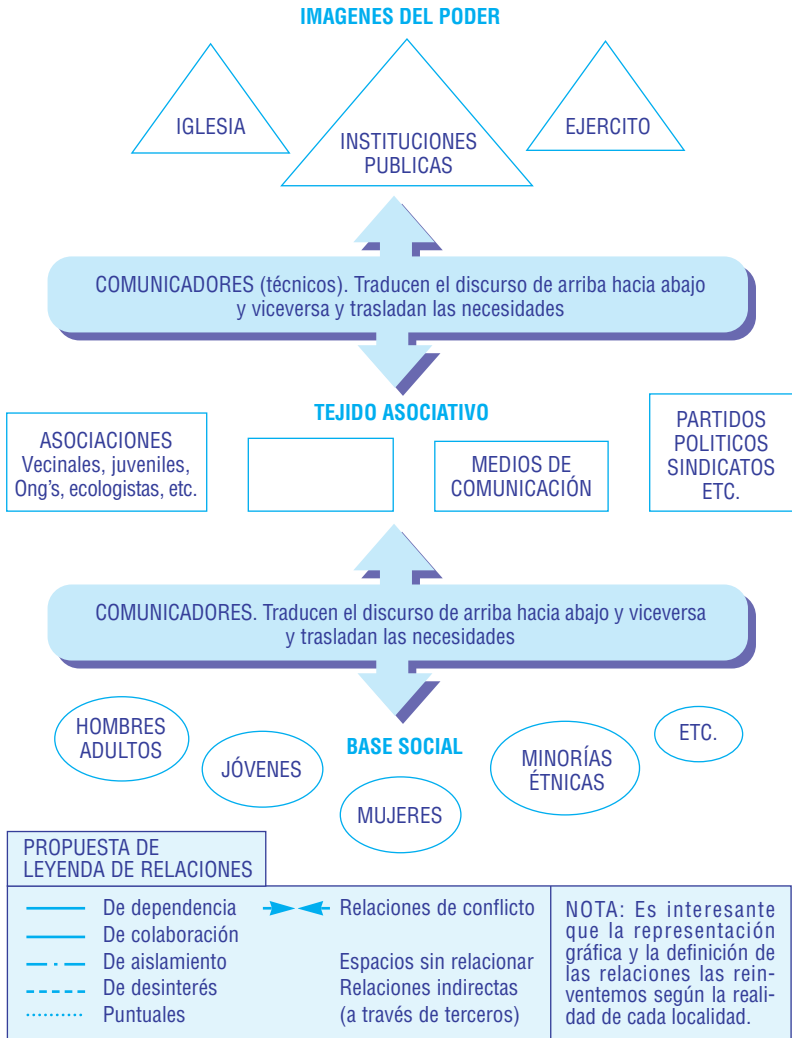 IMAGENES DEL PODER
IGLESIA
INSTITUCIONES
PUBLICAS
EJERCITO
COMUNICADORES (técnicos). Traducen el discurso de arriba hacia abajo
y viceversa y trasladan las necesidades
TEJIDO ASOCIATIVO
ASOCIACIONES
Vecinales, juveniles,
Ong's, ecologistas, etc.
MEDIOS DE
COMUNICACIÓN
PARTIDOS
POLITICOS
SINDICATOS
ETC.
COMUNICADORES. Traducen el discurso de arriba hacia abajo y viceversa
y trasladan las necesidades
HOMBRES
ADULTOS
JÓVENES
BASE SOCIAL
MUJERES
MINORÍAS
ÉTNICAS
ETC.
PROPUESTA DE
LEYENDA DE RELACIONES
De dependencia
De colaboración
De aislamiento
De desinterés
Puntuales
Relaciones de conflicto
Espacios sin relacionar
Relaciones indirectas
(a través de terceros)
NOTA: Es interesante
que la representación
gráfica y la definición de
las relaciones las rein-
ventemos según la reali-
dad de cada localidad.